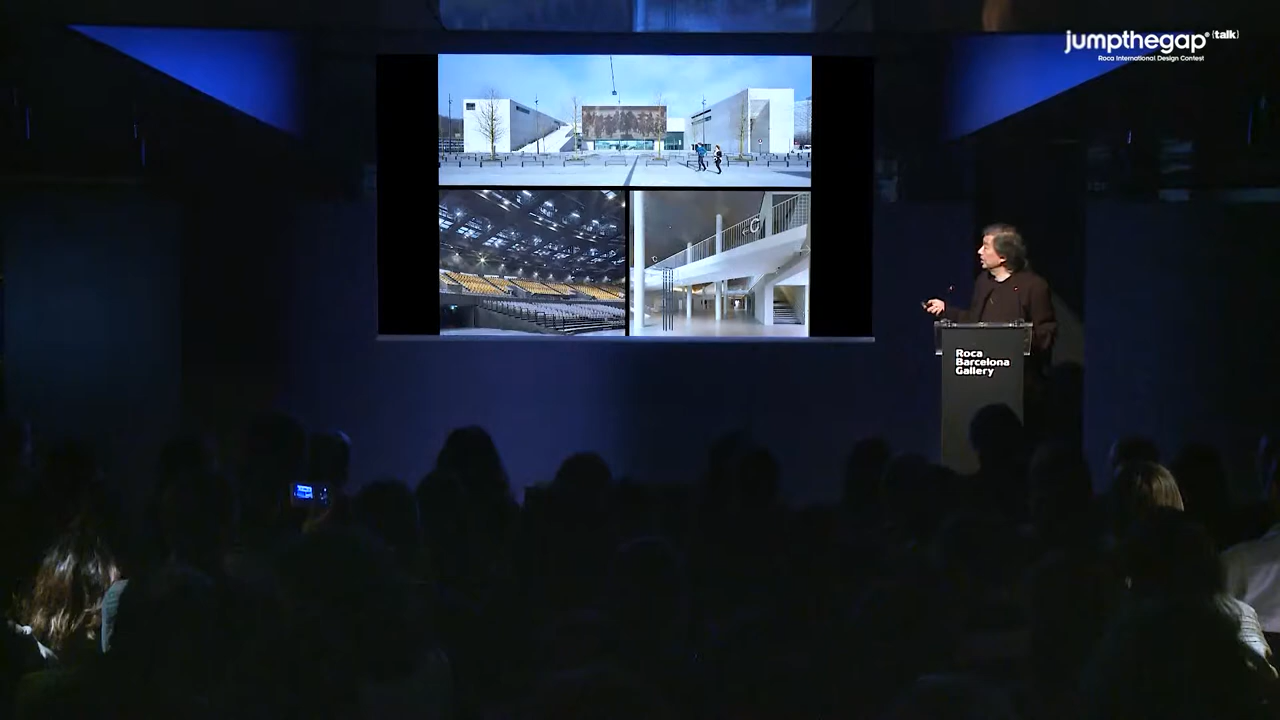 jumpthegap® (talk)
Roca International Design Contest
Roca
Barcelona
Gallery